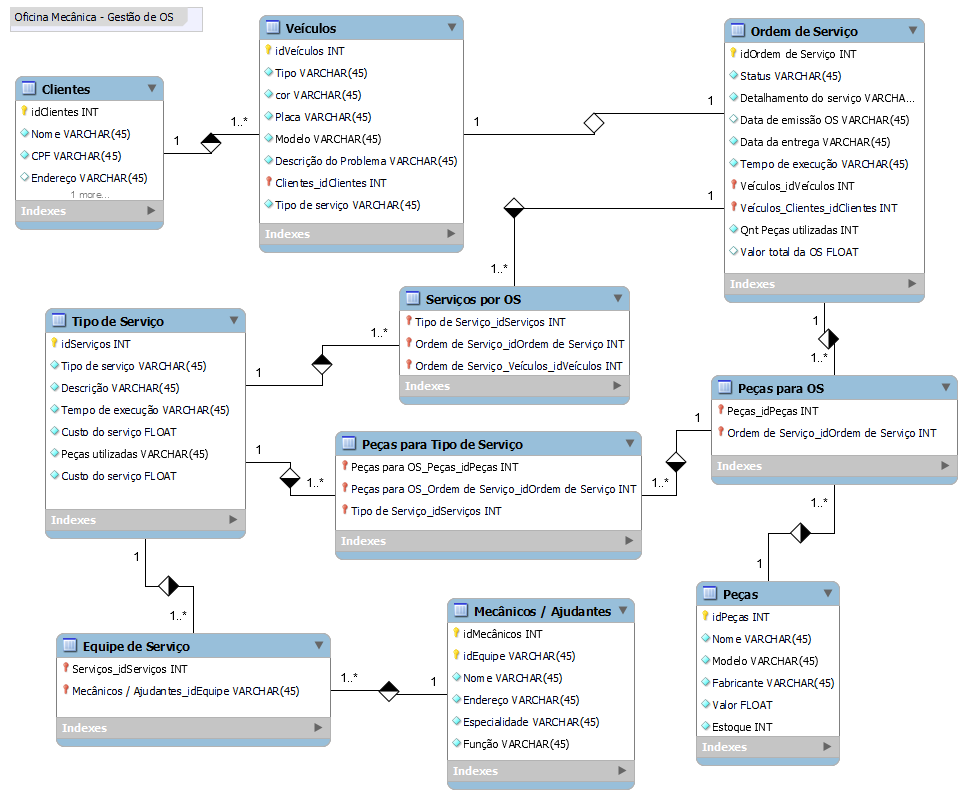 Oficina Mecânica - Gestão de OS
Clientes
idClientes INT
Nome VARCHAR(45)
CPF VARCHAR(45)
Endereço VARCHAR(45)
1 more...
Indexes
1
1..*
Veículos
idVeículos INT
Tipo VARCHAR(45)
cor VARCHAR(45)
Placa VARCHAR(45)
Modelo VARCHAR(45)
Descrição do Problema VARCHAR(45)
Clientes_idClientes INT
Tipo de serviço VARCHAR(45)
Indexes
1
1
Ordem de Serviço
idOrdem de Serviço INT
Status VARCHAR(45)
Detalhamento do serviço VARCHA...
Data de emissão OS VARCHAR(45)
Data da entrega VARCHAR(45)
Tempo de execução VARCHAR(45)
Veículos_idVeículos INT
Veículos_Clientes_idClientes INT
Qnt Peças utilizadas INT
Valor total da OS FLOAT
Indexes
1
1..*
Serviços por OS
Tipo de Serviço_idServiços INT
Ordem de Serviço_idOrdem de Serviço INT
Ordem de Serviço_Veículos_idVeículos INT
Indexes
1..*
1
Tipo de Serviço
idServiços INT
Tipo de serviço VARCHAR(45)
Descrição VARCHAR(45)
Tempo de execução VARCHAR(45)
Custo do serviço FLOAT
Peças utilizadas VARCHAR(45)
Custo do serviço FLOAT
Indexes
1
1..*
Peças para Tipo de Serviço
Peças para OS_Peças_idPeças INT
Peças para OS_Ordem de Serviço_idOrdem de Serviço INT
Tipo de Serviço_idServiços INT
Indexes
1..*
1
1
1..*
Peças para OS
Peças_idPeças INT
Ordem de Serviço_idOrdem de Serviço INT
Indexes
1..*
1
Peças
idPeças INT
Nome VARCHAR(45)
Modelo VARCHAR(45)
Fabricante VARCHAR(45)
Valor FLOAT
Estoque INT
Indexes
1
1..*
Equipe de Serviço
Serviços_idServiços INT
Mecânicos / Ajudantes_idEquipe VARCHAR(45)
Indexes
1..*
1
Mecânicos / Ajudantes
idMecânicos INT
idEquipe VARCHAR(45)
Nome VARCHAR(45)
Endereço VARCHAR(45)
Especialidade VARCHAR(45)
Função VARCHAR(45)
Indexes